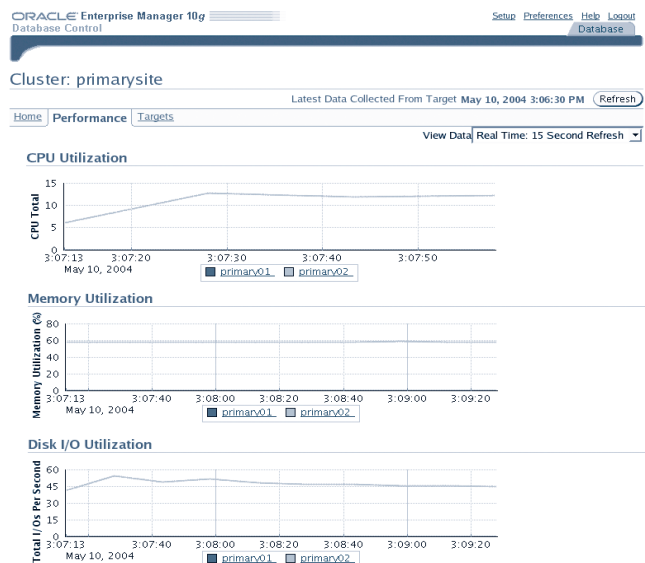 ORACLE Enterprise Manager 10g
Database Control
Setup Preferences Help Logout
Database
Cluster: primarysite
Latest Data Collected From Target May 10, 2004 3:06:30 PM Refresh
Home Performance Targets
View Data Real Time: 15 Second Refresh
CPU Utilization
CPU Total
15
10
5
0
3:07:13 3:07:20 3:07:30 3:07:40 3:07:50
May 10, 2004
primary01 primary02
Memory Utilization
Memory Utilization (%)
80
60
40
20
0
3:07:13 3:07:40 3:08:00 3:08:20 3:08:40 3:09:00 3:09:20
May 10, 2004
primary01 primary02
Disk I/O Utilization
Total I/Os Per Second
60
45
30
15
0
3:07:13 3:07:40 3:08:00 3:08:20 3:08:40 3:09:00 3:09:20
May 10, 2004
primary01 primary02